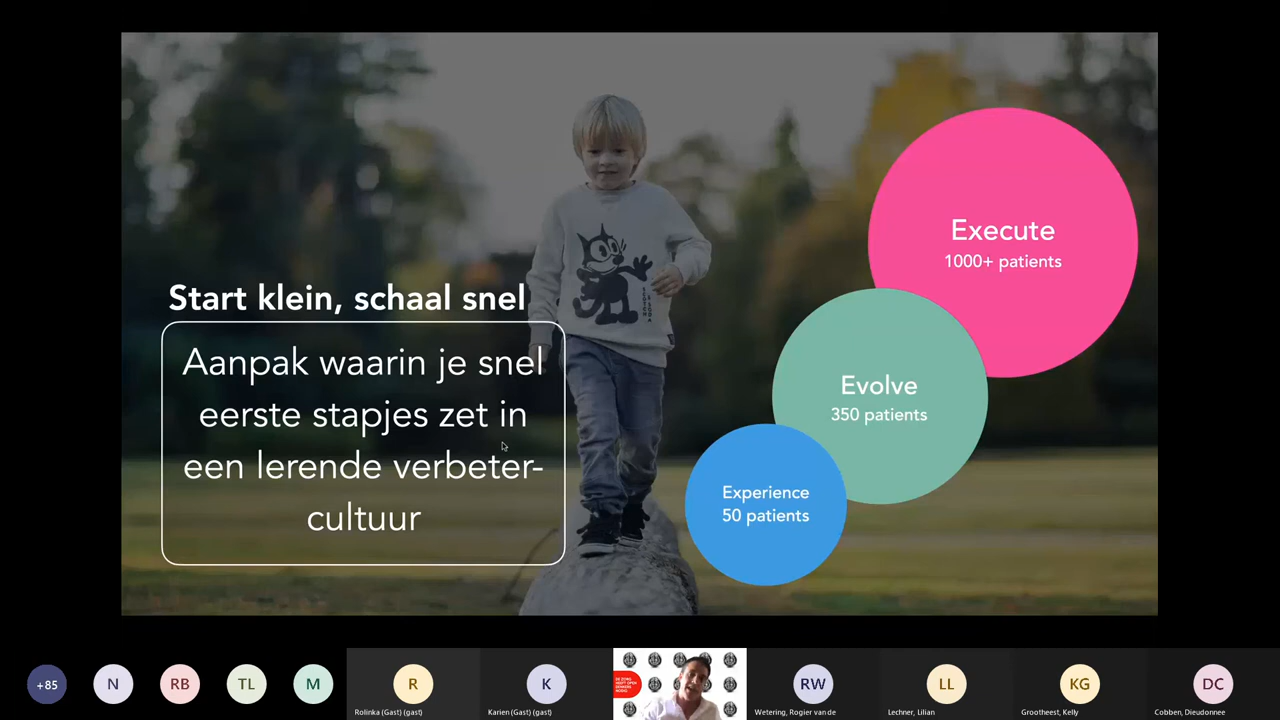 Start klein, schaal snel
Aanpak waarin je snel
eerste stapjes zet in
een lerende verbeter-
cultuur
Execute
1000+ patients
Evolve
350 patients
Experience
50 patients
+85
N
RB
TL
M
R
Rolinka (Gast) (gast)
K
Karien (Gast) (gast)
RW
Wetering, Rogier van de
LL
Lechner, Lilian
KG
Grootheest, Kelly
DC
Cobben, Dieudonnee